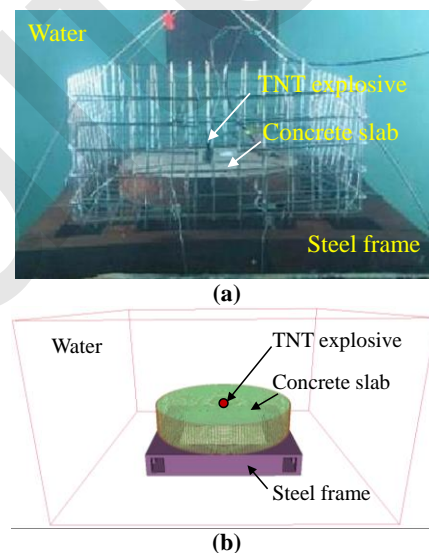 Water
TNT explosive
Concrete slab
Steel frame
(a)
Water
TNT explosive
Concrete slab
Steel frame
(b)